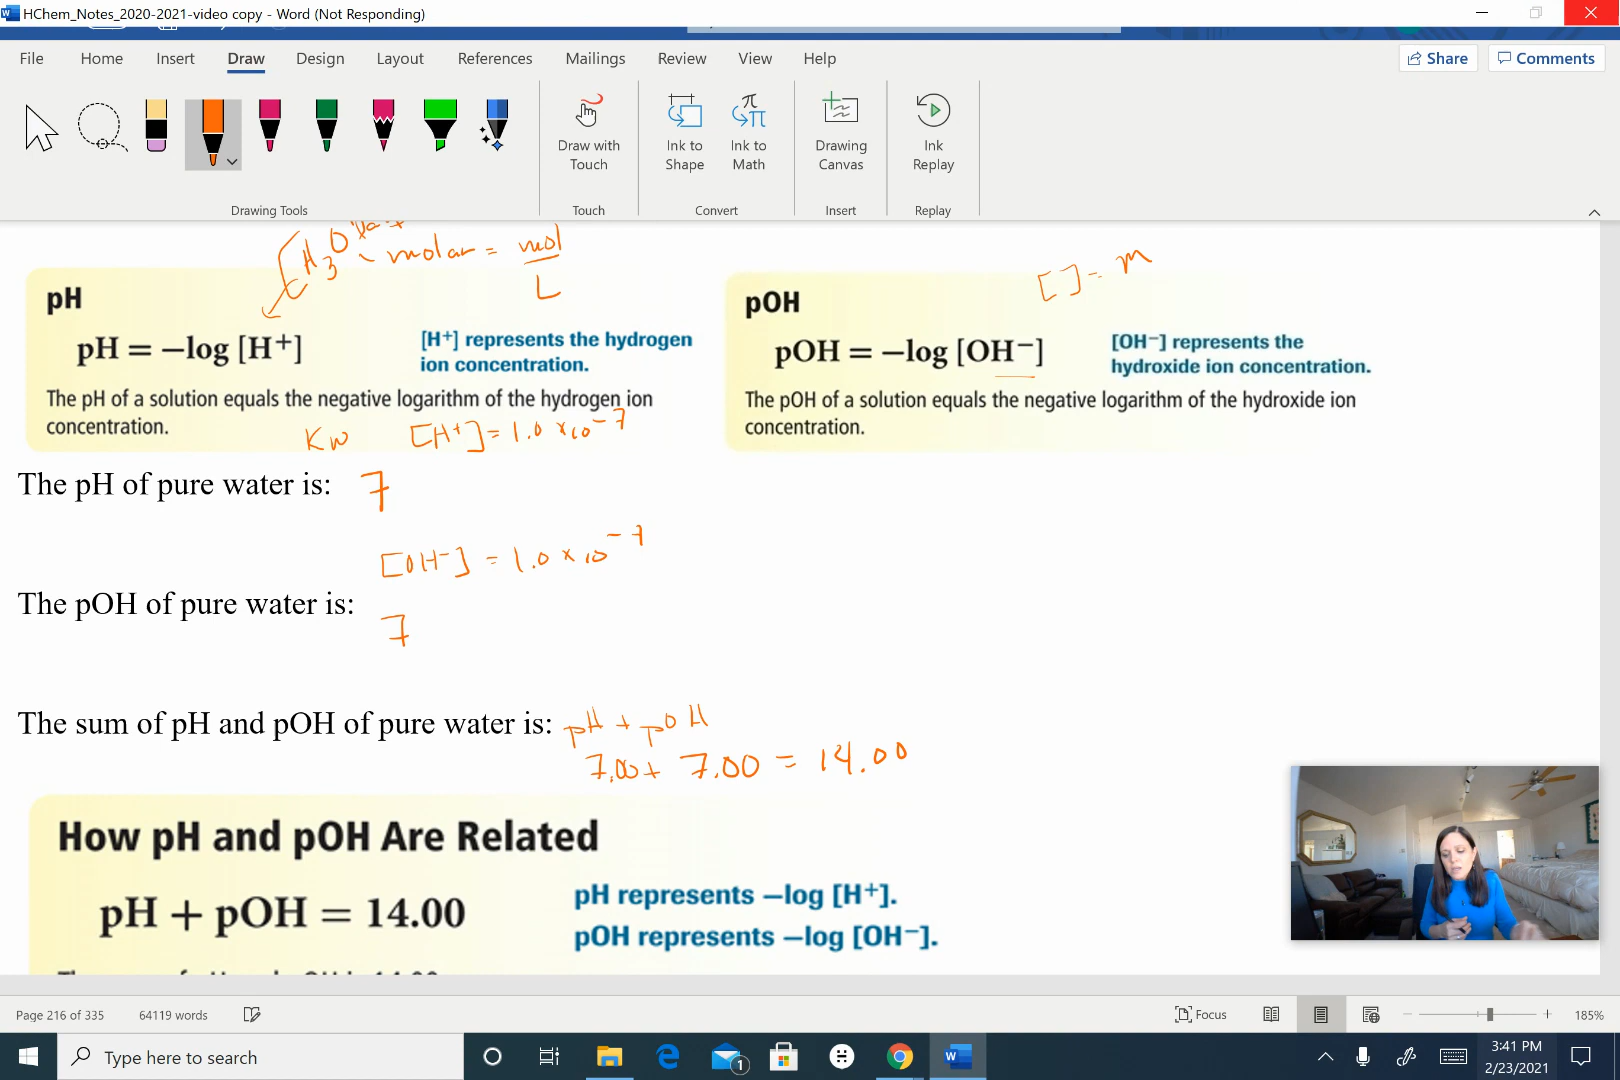 HChem_Notes_2020-2021-video copy - Word (Not Responding)
File Home Insert Draw Design Layout References Mailings Review View Help Share Comments
Draw with Touch
Ink to Shape
Ink to Math
Drawing Canvas
Ink Replay
Drawing Tools Touch Convert Insert Replay
H3O molar = mol
L
[ ] = m
pH
pH = −log [H+]
[H+] represents the hydrogen
ion concentration.
The pH of a solution equals the negative logarithm of the hydrogen ion
concentration.
Kw [H+] = 1.0 × 10−7
pOH
pOH = −log [OH−]
[OH−] represents the
hydroxide ion concentration.
The pOH of a solution equals the negative logarithm of the hydroxide ion
concentration.
The pH of pure water is: 7
[OH−] = 1.0 × 10−7
The pOH of pure water is:
7
The sum of pH and pOH of pure water is: pH + pOH
7.00 + 7.00 = 14.00
How pH and pOH Are Related
pH + pOH = 14.00
pH represents −log [H+].
pOH represents −log [OH−].
Page 216 of 335 64119 words Focus 185%
Type here to search 1 3:41 PM
2/23/2021